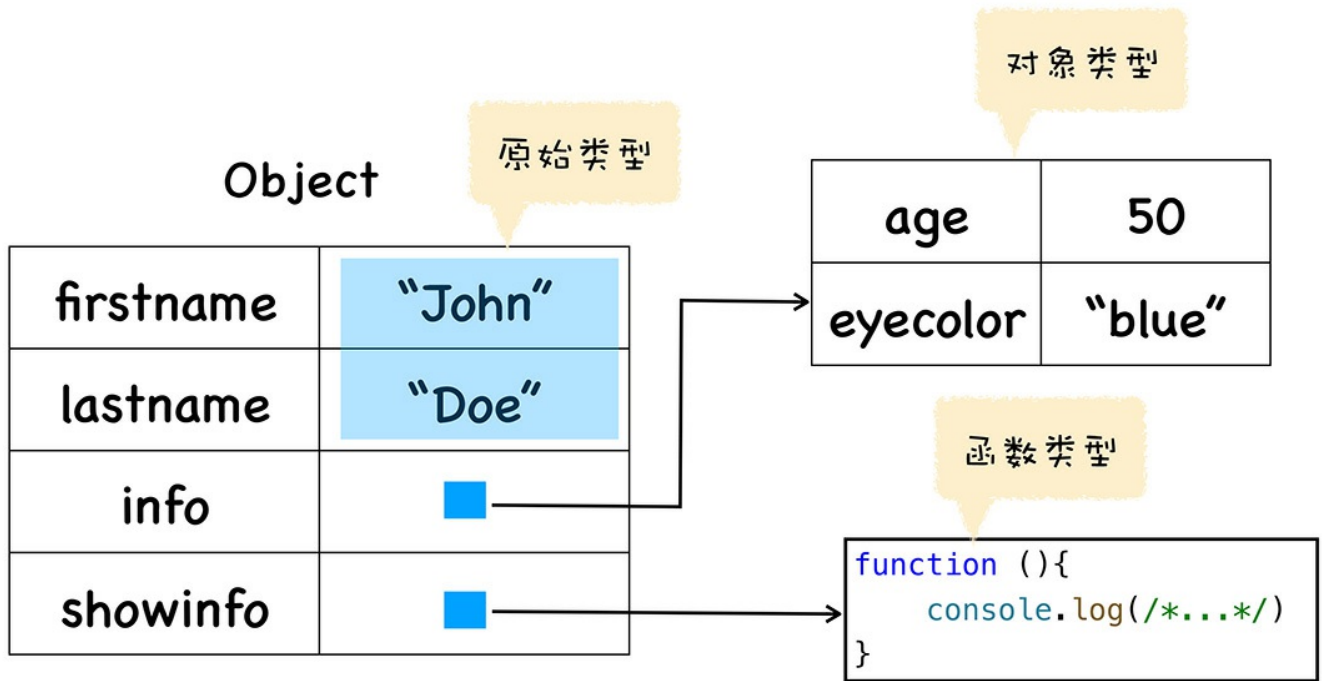 对象类型
原始类型
Object
firstname "John"
lastname "Doe"
info
showinfo
age 50
eyecolor "blue"
函数类型
function (){
    console.log(/*...*/)
}